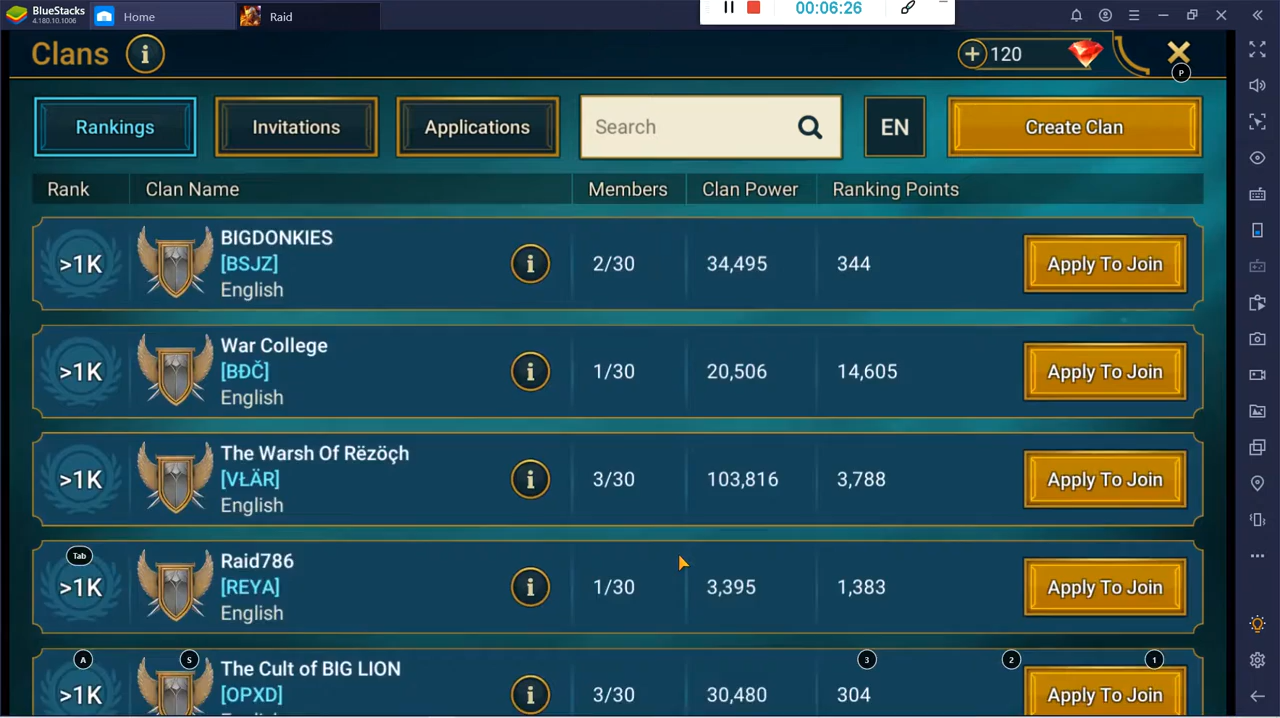 BlueStacks
4.180.10.1006
Home
Raid
00:06:26
Clans
i
120
P
Rankings
Invitations
Applications
Search
EN
Create Clan
Rank
Clan Name
Members
Clan Power
Ranking Points
>1K
BIGDONKIES
[BSJZ]
English
i
2/30
34,495
344
Apply To Join
>1K
War College
[BĐČ]
English
i
1/30
20,506
14,605
Apply To Join
>1K
The Warsh Of Rëzöçh
[VŁÄR]
English
i
3/30
103,816
3,788
Apply To Join
Tab
>1K
Raid786
[REYA]
English
i
1/30
3,395
1,383
Apply To Join
A
S
3
2
1
>1K
The Cult of BIG LION
[OPXD]
i
3/30
30,480
304
Apply To Join